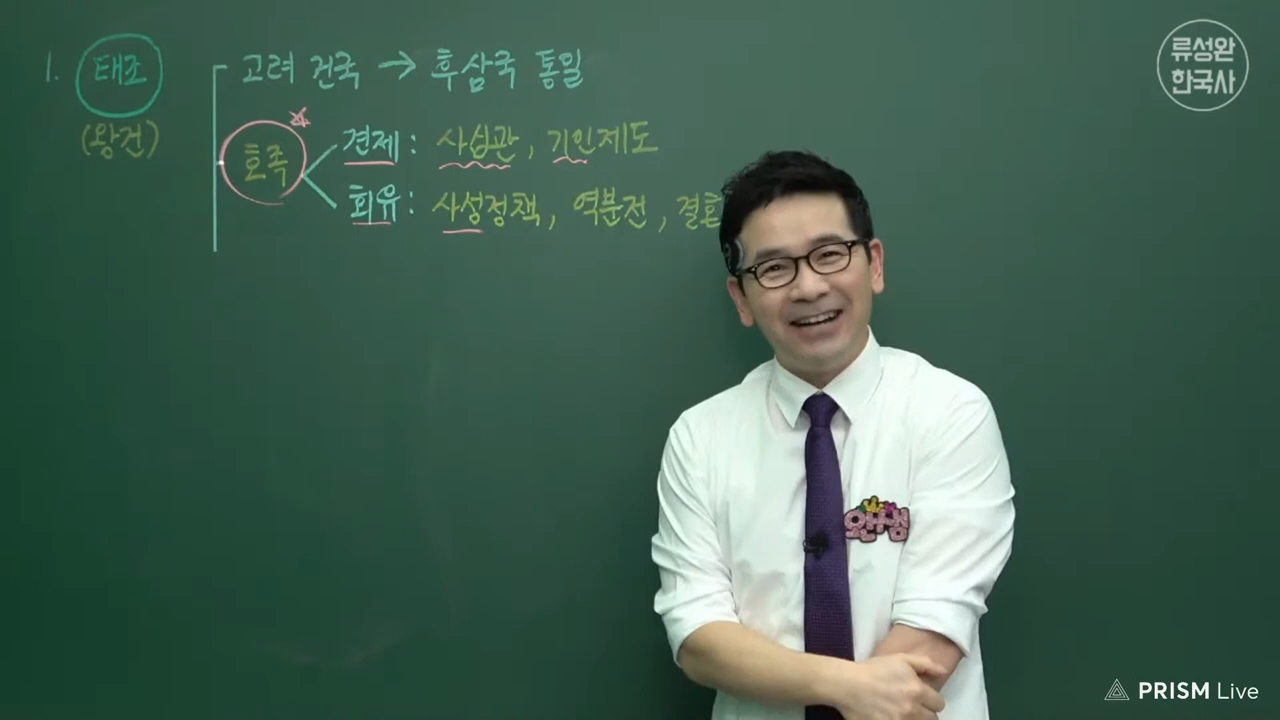 1. 태조
(왕건)
고려 건국 → 후삼국 통일
호족
견제 : 사심관, 기인제도
회유 : 사성정책, 역분전,
류성완
한국사
완쌤
PRISM Live